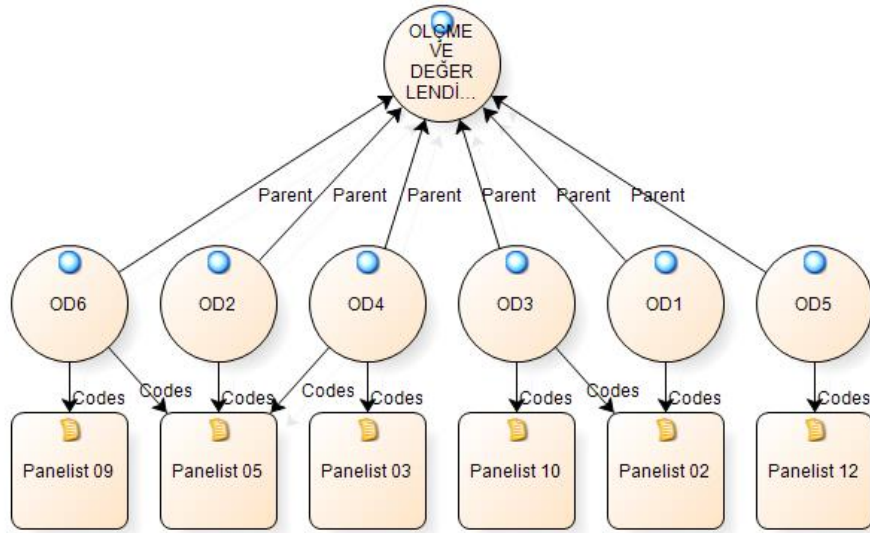 ÖLÇME
VE
DEĞER
LENDİ...
Parent Parent Parent Parent Parent Parent
OD6 OD2 OD4 OD3 OD1 OD5
Codes Codes Codes Codes Codes Codes Codes Codes Codes
Panelist 09 Panelist 05 Panelist 03 Panelist 10 Panelist 02 Panelist 12